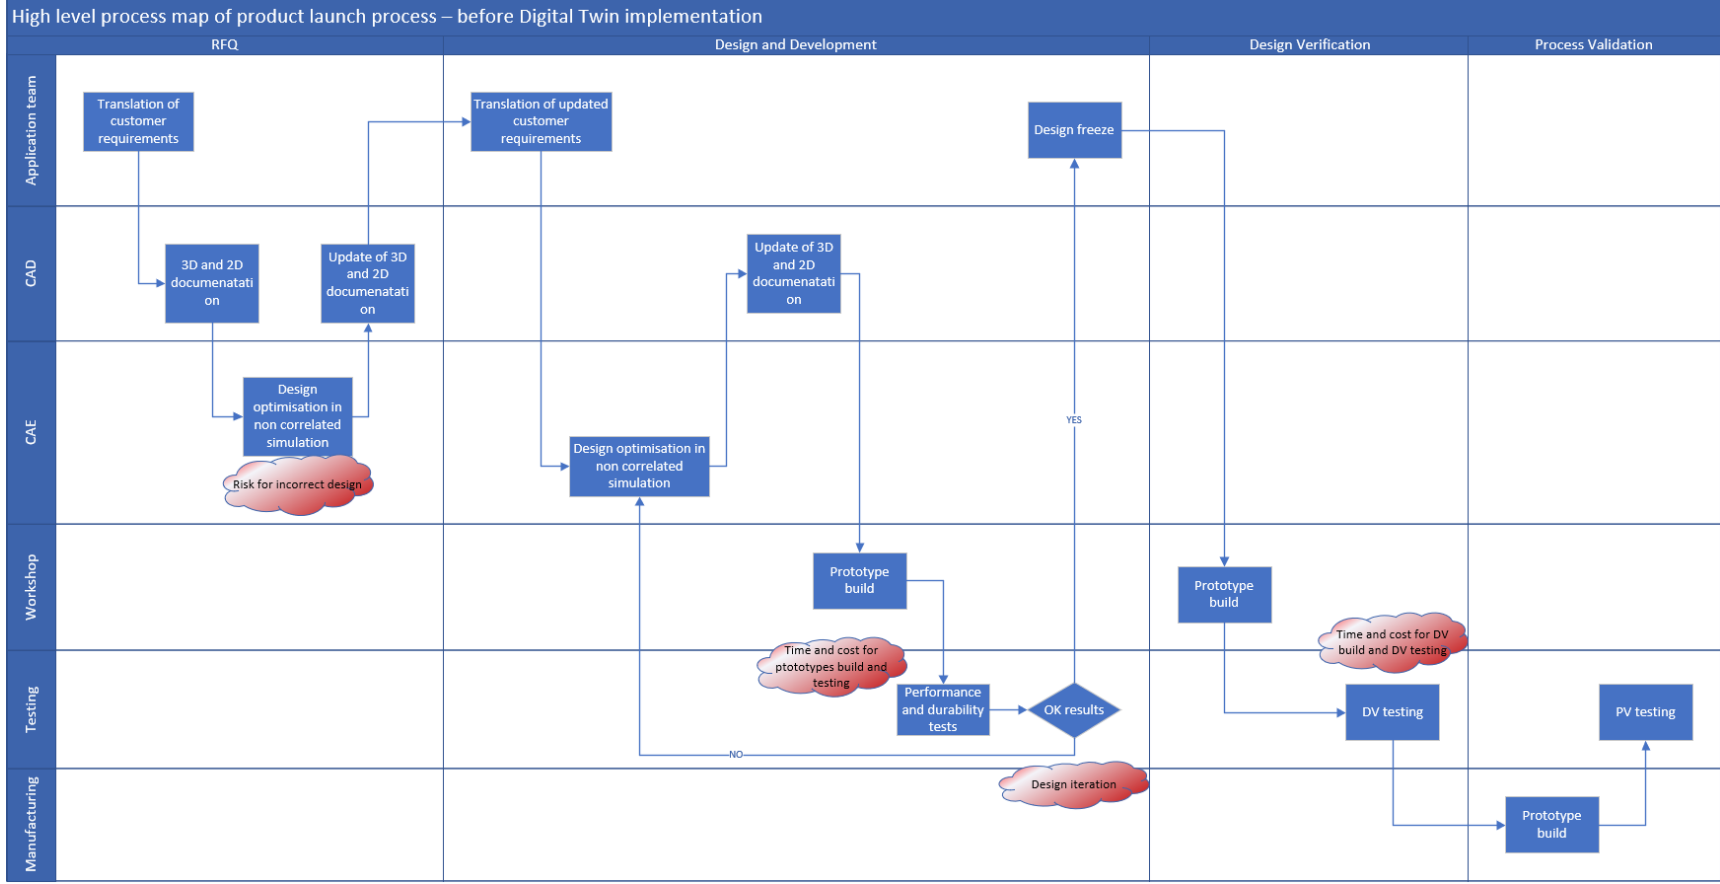 High level process map of product launch process – before Digital Twin implementation
RFQ
Design and Development
Design Verification
Process Validation
Application team
Translation of
customer
requirements
Translation of updated
customer
requirements
Design freeze
CAD
3D and 2D
documenatati
on
Update of 3D
and 2D
documenatati
on
Update of 3D
and 2D
documenatati
on
CAE
Design
optimisation in
non correlated
simulation
Risk for incorrect design
Design optimisation in
non correlated
simulation
YES
Workshop
Prototype
build
Prototype
build
Time and cost for DV
build and DV testing
Time and cost for
ptototypes build and
testing
Testing
Performance
and durability
tests
OK results
DV testing
PV testing
NO
Manufacturing
Design iteration
Prototype
build